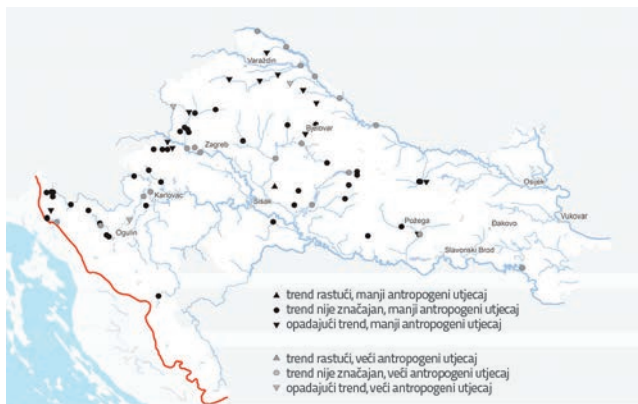 Varaždin
Bjelovar
Zagreb
Karlovac
Sisak
Ogulin
Požega
Osijek
Đakovo
Vukovar
Slavonski Brod
▲ trend rastući, manji antropogeni utjecaj
● trend nije značajan, manji antropogeni utjecaj
▼ opadajući trend, manji antropogeni utjecaj
▲ trend rastući, veći antropogeni utjecaj
● trend nije značajan, veći antropogeni utjecaj
▼ opadajući trend, veći antropogeni utjecaj